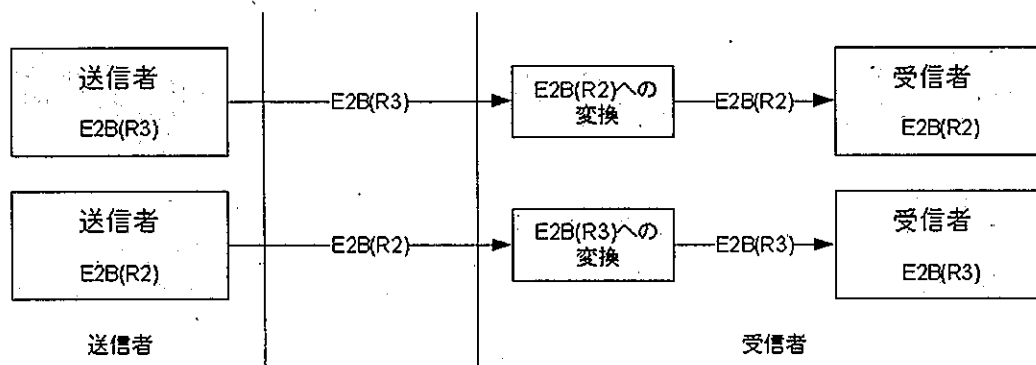 送信者
E2B(R3)
E2B(R3)
E2B(R2)への
変換
E2B(R2)
受信者
E2B(R2)
送信者
E2B(R2)
E2B(R2)
E2B(R3)への
変換
E2B(R3)
受信者
E2B(R3)
送信者
受信者